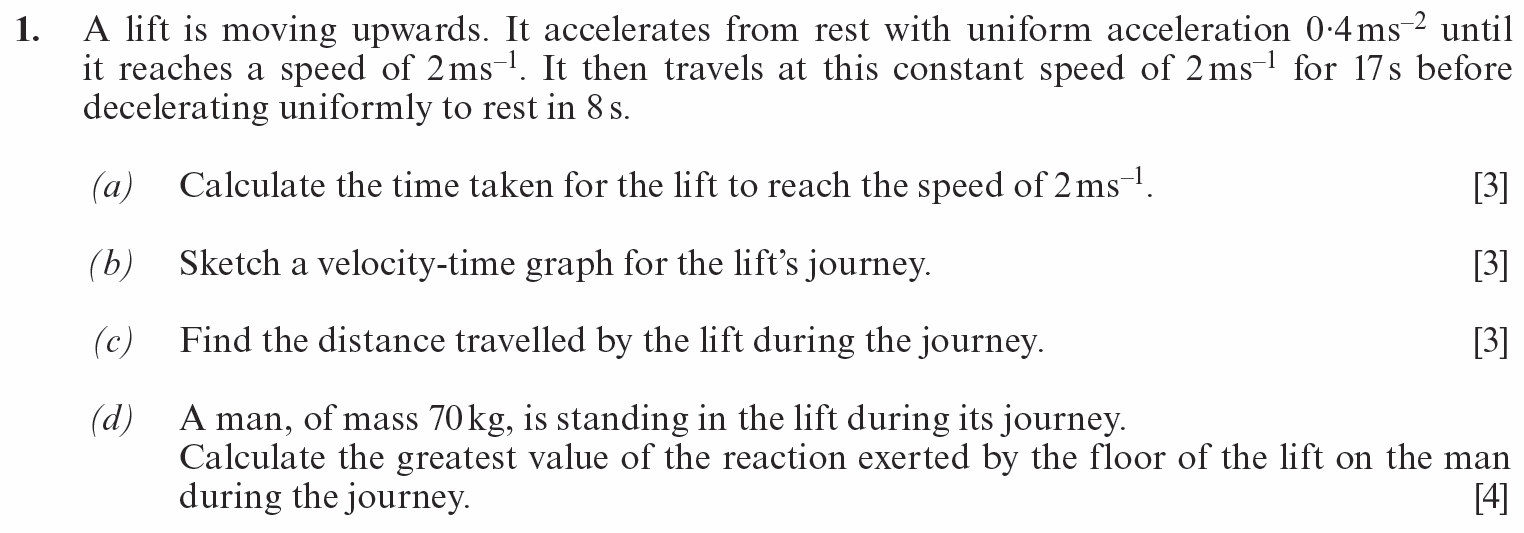 1. A lift is moving upwards. It accelerates from rest with uniform acceleration 0·4 ms⁻² until
it reaches a speed of 2 ms⁻¹. It then travels at this constant speed of 2 ms⁻¹ for 17 s before
decelerating uniformly to rest in 8 s.
(a) Calculate the time taken for the lift to reach the speed of 2 ms⁻¹. [3]
(b) Sketch a velocity-time graph for the lift’s journey. [3]
(c) Find the distance travelled by the lift during the journey. [3]
(d) A man, of mass 70 kg, is standing in the lift during its journey.
Calculate the greatest value of the reaction exerted by the floor of the lift on the man
during the journey. [4]